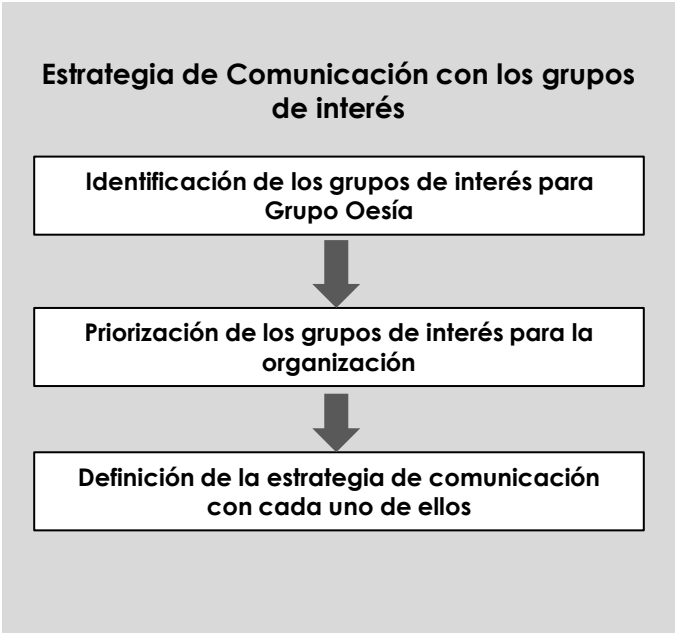 Estrategia de Comunicación con los grupos
de interés
Identificación de los grupos de interés para
Grupo Oesía
Priorización de los grupos de interés para la
organización
Definición de la estrategia de comunicación
con cada uno de ellos